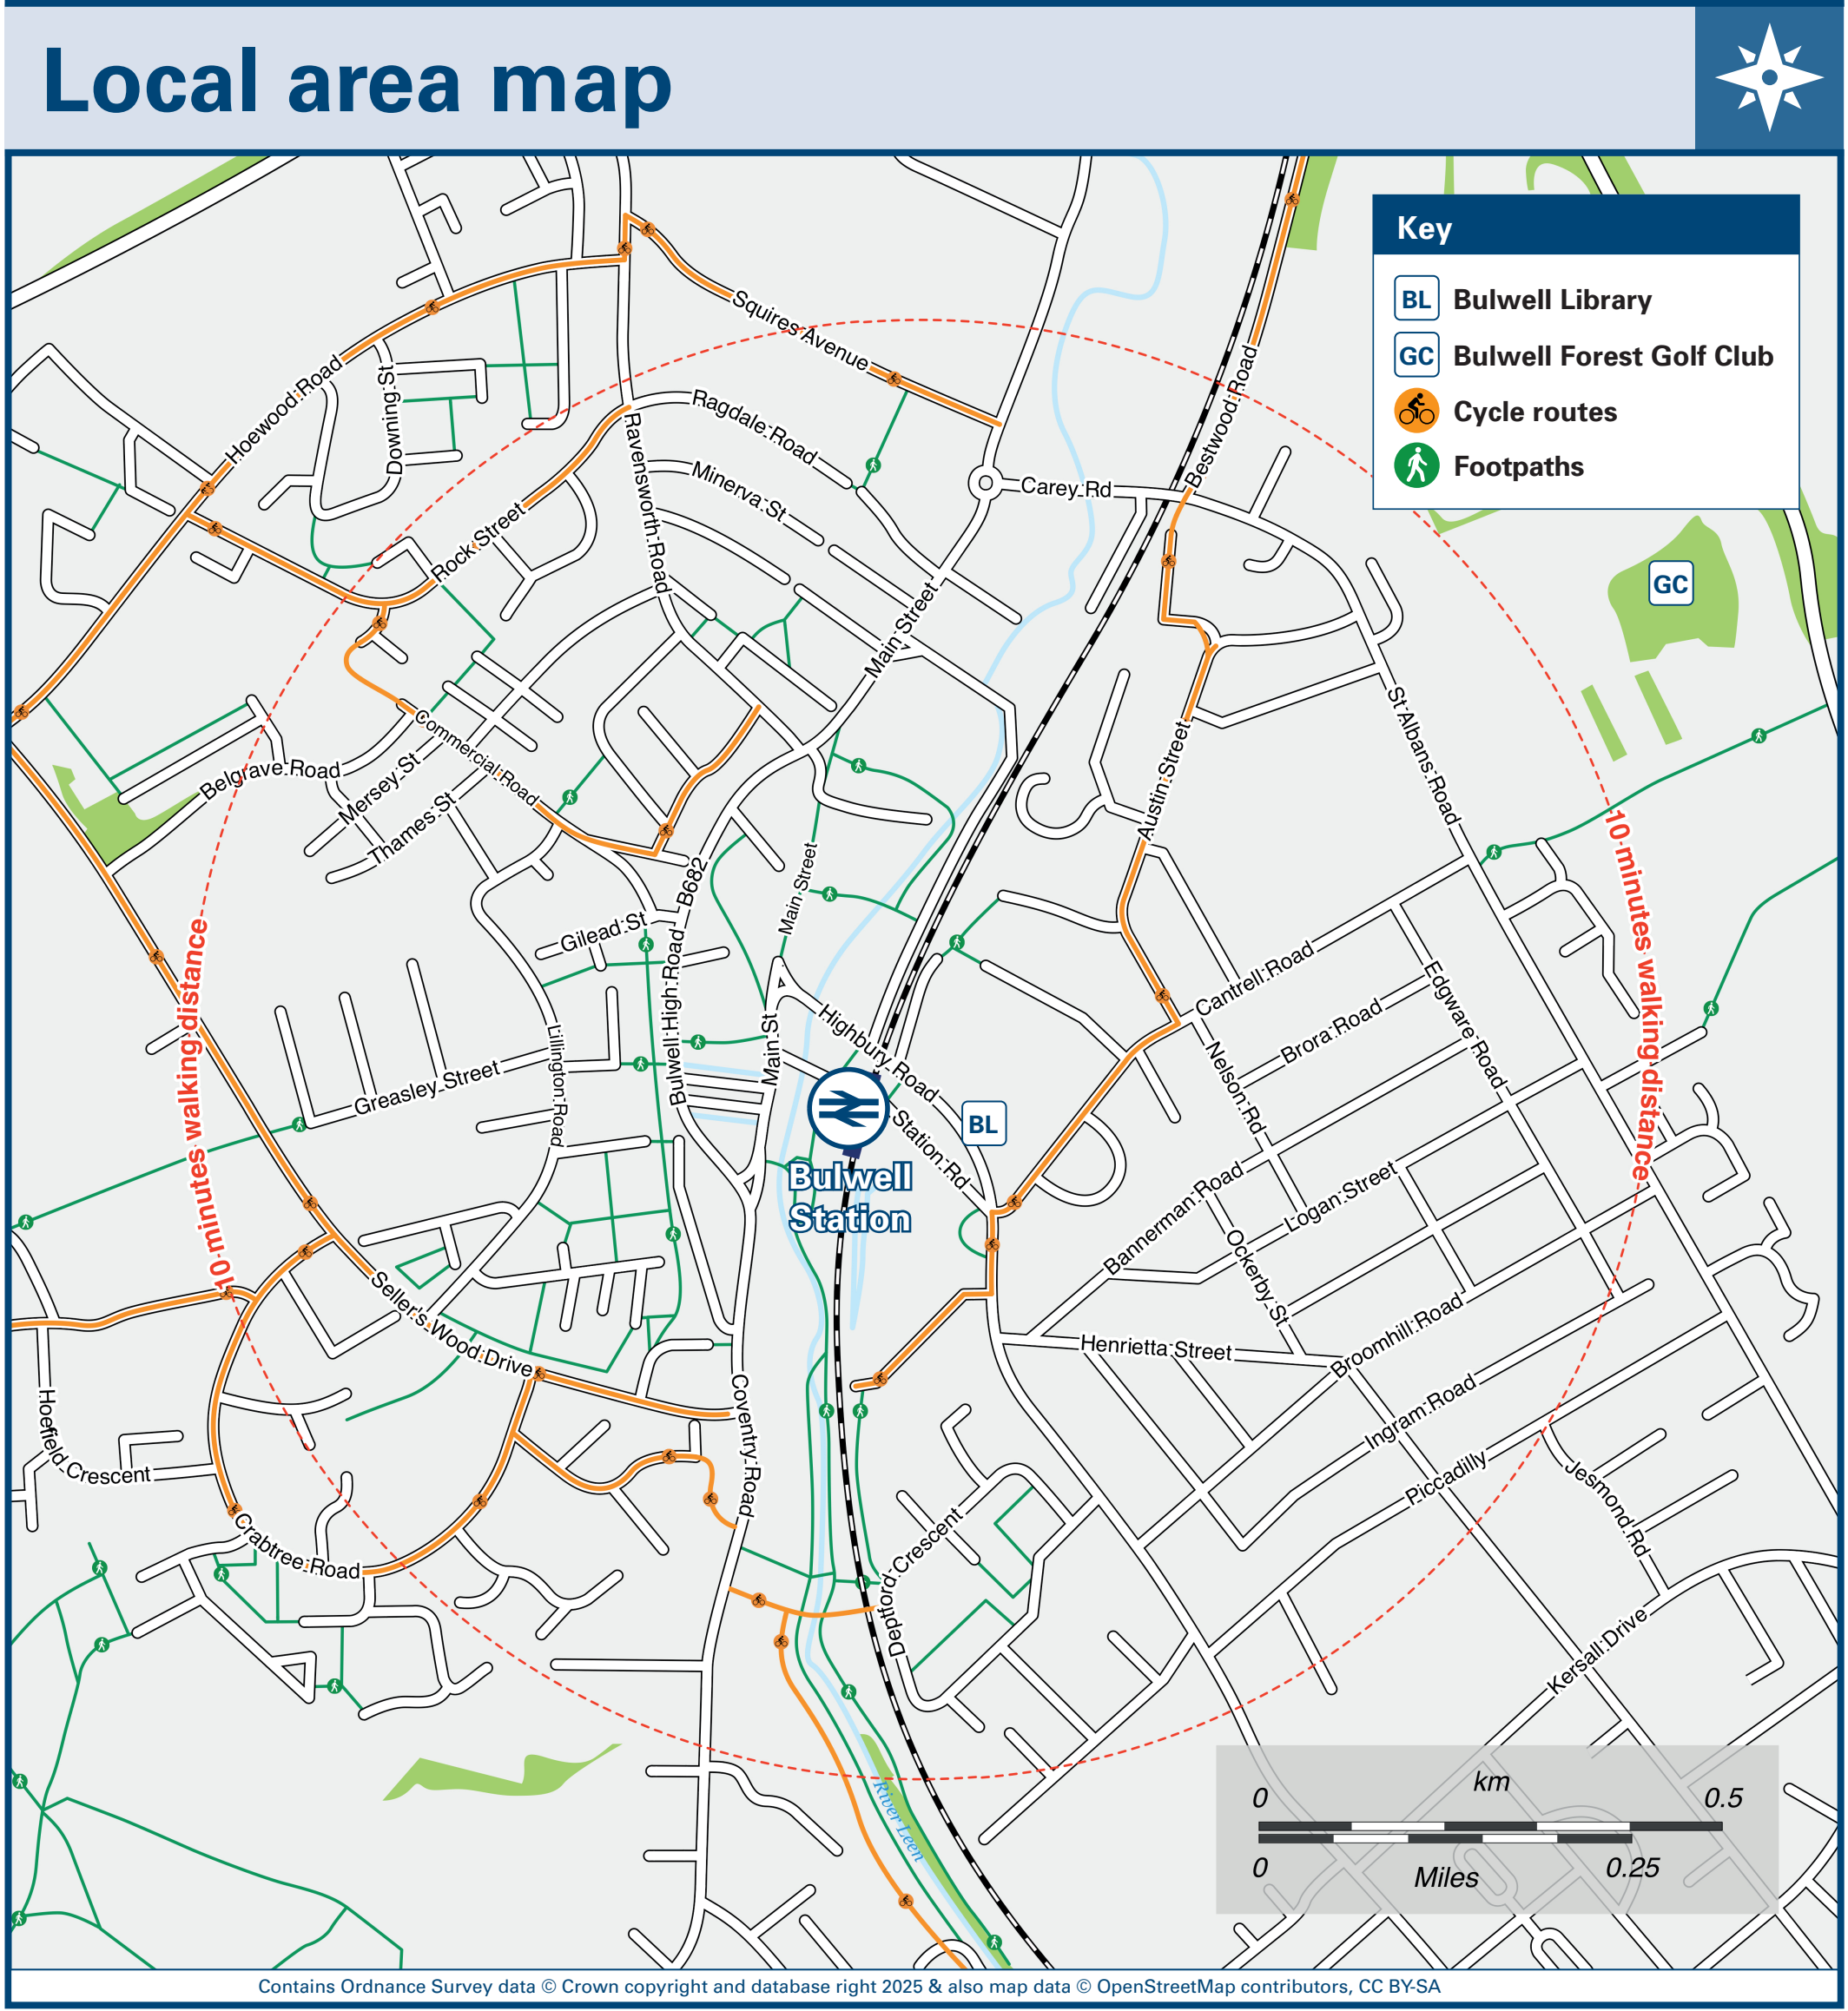 Local area map
Key
BL Bulwell Library
GC Bulwell Forest Golf Club
Cycle routes
Footpaths
Squires Avenue
Hoewood Road
Downing St
Ragdale Road
Bestwood Road
Minerva St
Carey Rd
Ravensworth Road
Rock Street
GC
Main Street
St Albans Road
Commercial Road
Belgrave Road
Mersey St
Thames St
Austin Street
10 minutes walking distance
B682
Main Street
Gilead St
10 minutes walking distance
Bulwell High Road
Cantrell Road
Edgware Road
Brora Road
Highbury Road
Main St
Lillington Road
Greasley Street
Nelson Rd
BL
Station Rd
Bulwell
Station
Bannerman Road
Logan Street
Ockerby St
Seller's Wood Drive
Henrietta Street
Broomhill Road
Hoefield Crescent
Coventry Road
Ingram Road
Piccadilly
Jesmond Rd
Crabtree Road
Deptford Crescent
Kersall Drive
River Leen
km
0 0.5
0 0.25
Miles
Contains Ordnance Survey data © Crown copyright and database right 2025 & also map data © OpenStreetMap contributors, CC BY-SA